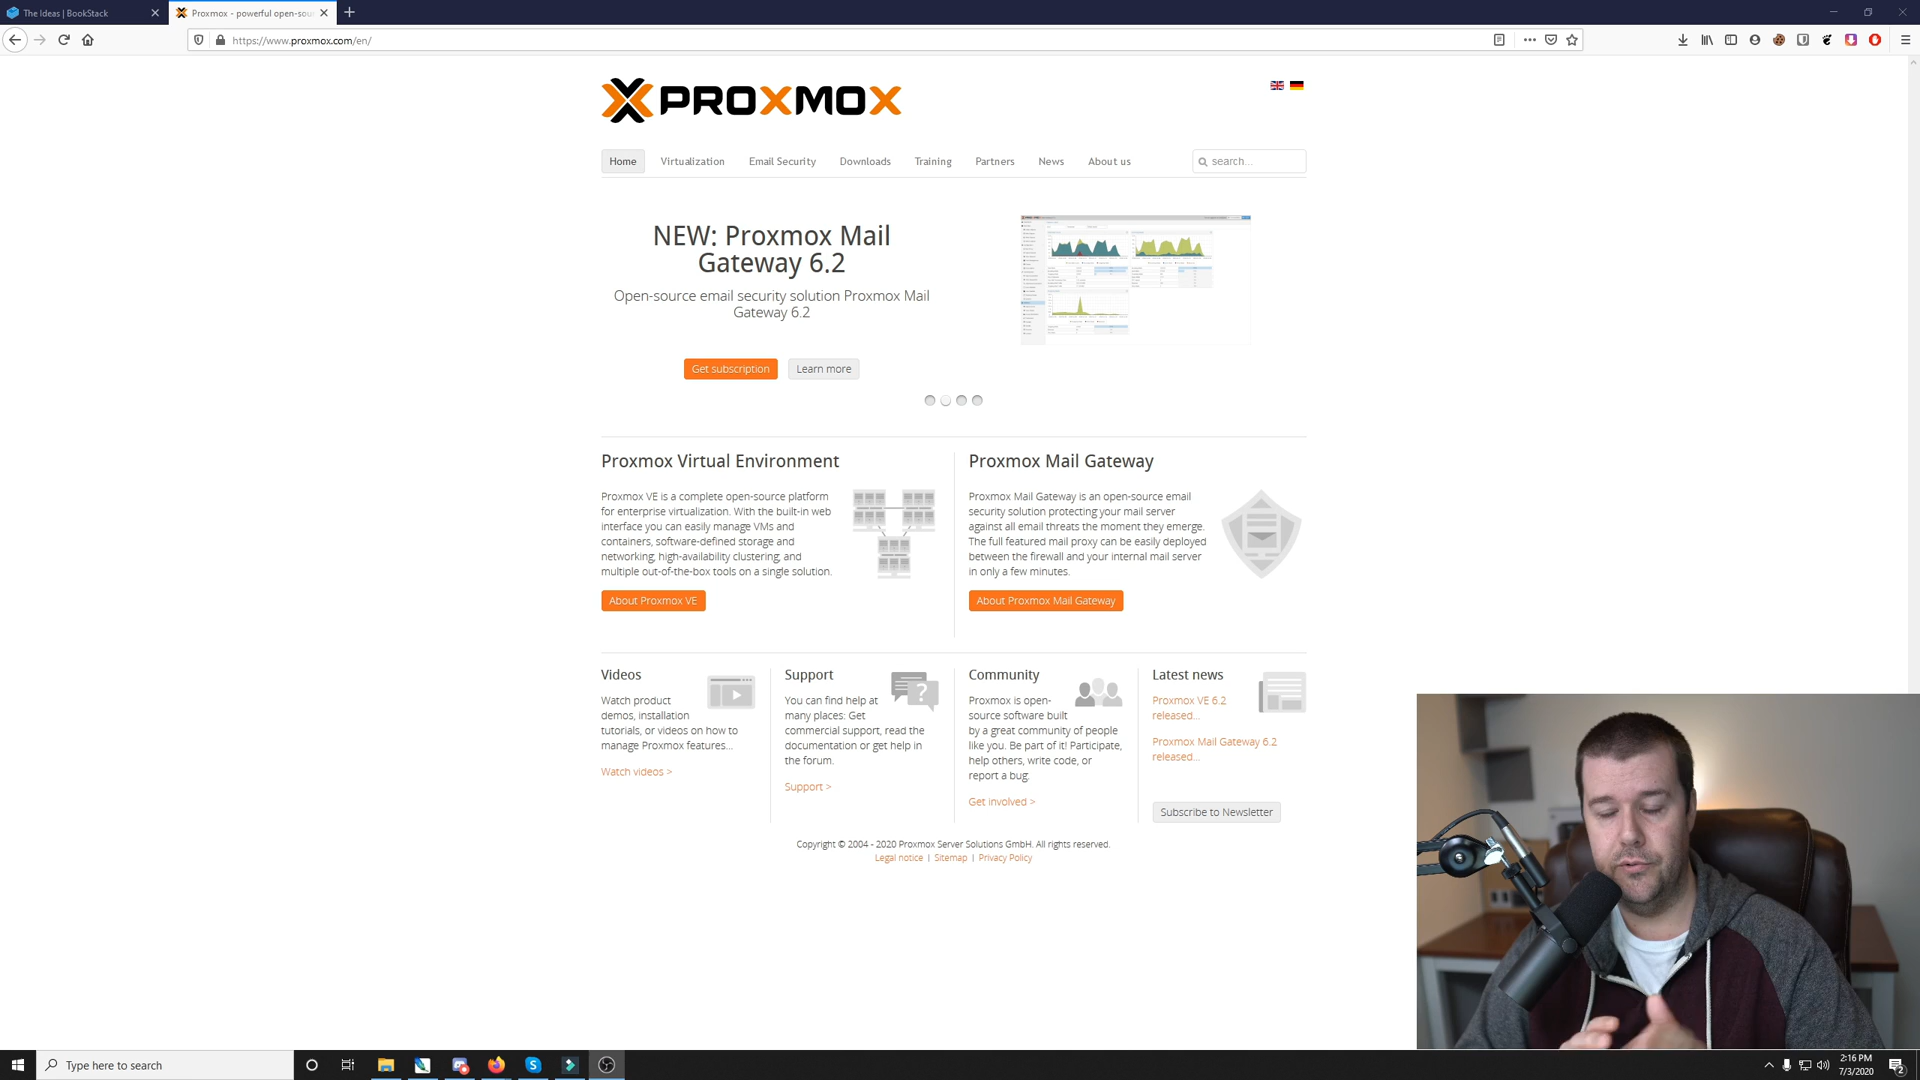 The Ideas | BookStack
Proxmox - powerful open-sou
https://www.proxmox.com/en/
PROXMOX
Home
Virtualization
Email Security
Downloads
Training
Partners
News
About us
search...
NEW: Proxmox Mail
Gateway 6.2
Open-source email security solution Proxmox Mail
Gateway 6.2
Get subscription
Learn more
Proxmox Virtual Environment
Proxmox VE is a complete open-source platform
for enterprise virtualization. With the built-in web
interface you can easily manage VMs and
containers, software-defined storage and
networking, high-availability clustering, and
multiple out-of-the-box tools on a single solution.
About Proxmox VE
Proxmox Mail Gateway
Proxmox Mail Gateway is an open-source email
security solution protecting your mail server
against all email threats the moment they emerge.
The full featured mail proxy can be easily deployed
between the firewall and your internal mail server
in only a few minutes.
About Proxmox Mail Gateway
Videos
Watch product
demos, installation
tutorials, or videos on how to
manage Proxmox features...
Watch videos >
Support
You can find help at
many places: Get
commercial support, read the
documentation or get help in
the forum.
Support >
Community
Proxmox is open-
source software built
by a great community of people
like you. Be part of it! Participate,
help others, write code, or
report a bug.
Get involved >
Latest news
Proxmox VE 6.2
released...
Proxmox Mail Gateway 6.2
released...
Subscribe to Newsletter
Copyright © 2004 - 2020 Proxmox Server Solutions GmbH. All rights reserved.
Legal notice | Sitemap | Privacy Policy
Type here to search
2:16 PM
7/3/2020
2